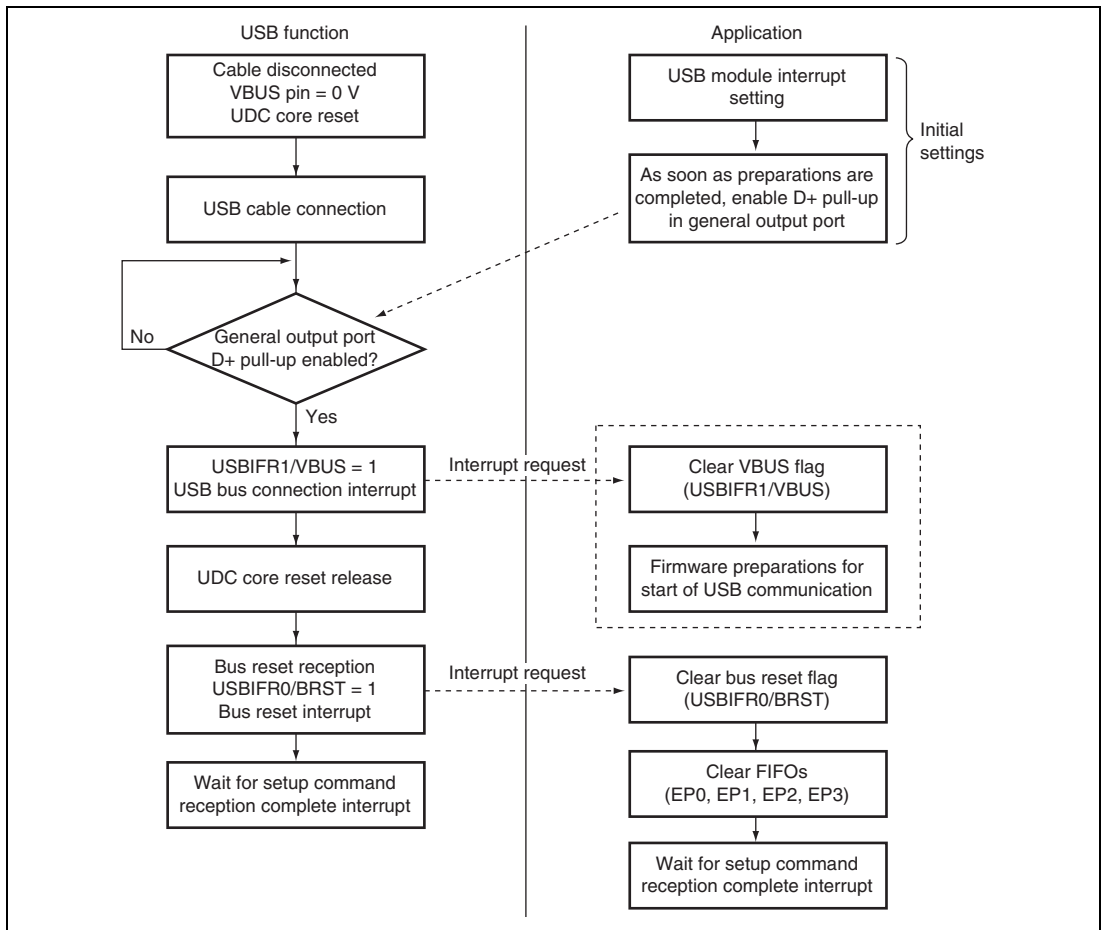 USB function
Cable disconnected
VBUS pin = 0 V
UDC core reset
USB cable connection
General output port
D+ pull-up enabled?
No
Yes
USBIFR1/VBUS = 1
USB bus connection interrupt
UDC core reset release
Bus reset reception
USBIFR0/BRST = 1
Bus reset interrupt
Wait for setup command
reception complete interrupt
Interrupt request
Interrupt request
Application
USB module interrupt
setting
As soon as preparations are
completed, enable D+ pull-up
in general output port
Initial
settings
Clear VBUS flag
(USBIFR1/VBUS)
Firmware preparations for
start of USB communication
Clear bus reset flag
(USBIFR0/BRST)
Clear FIFOs
(EP0, EP1, EP2, EP3)
Wait for setup command
reception complete interrupt